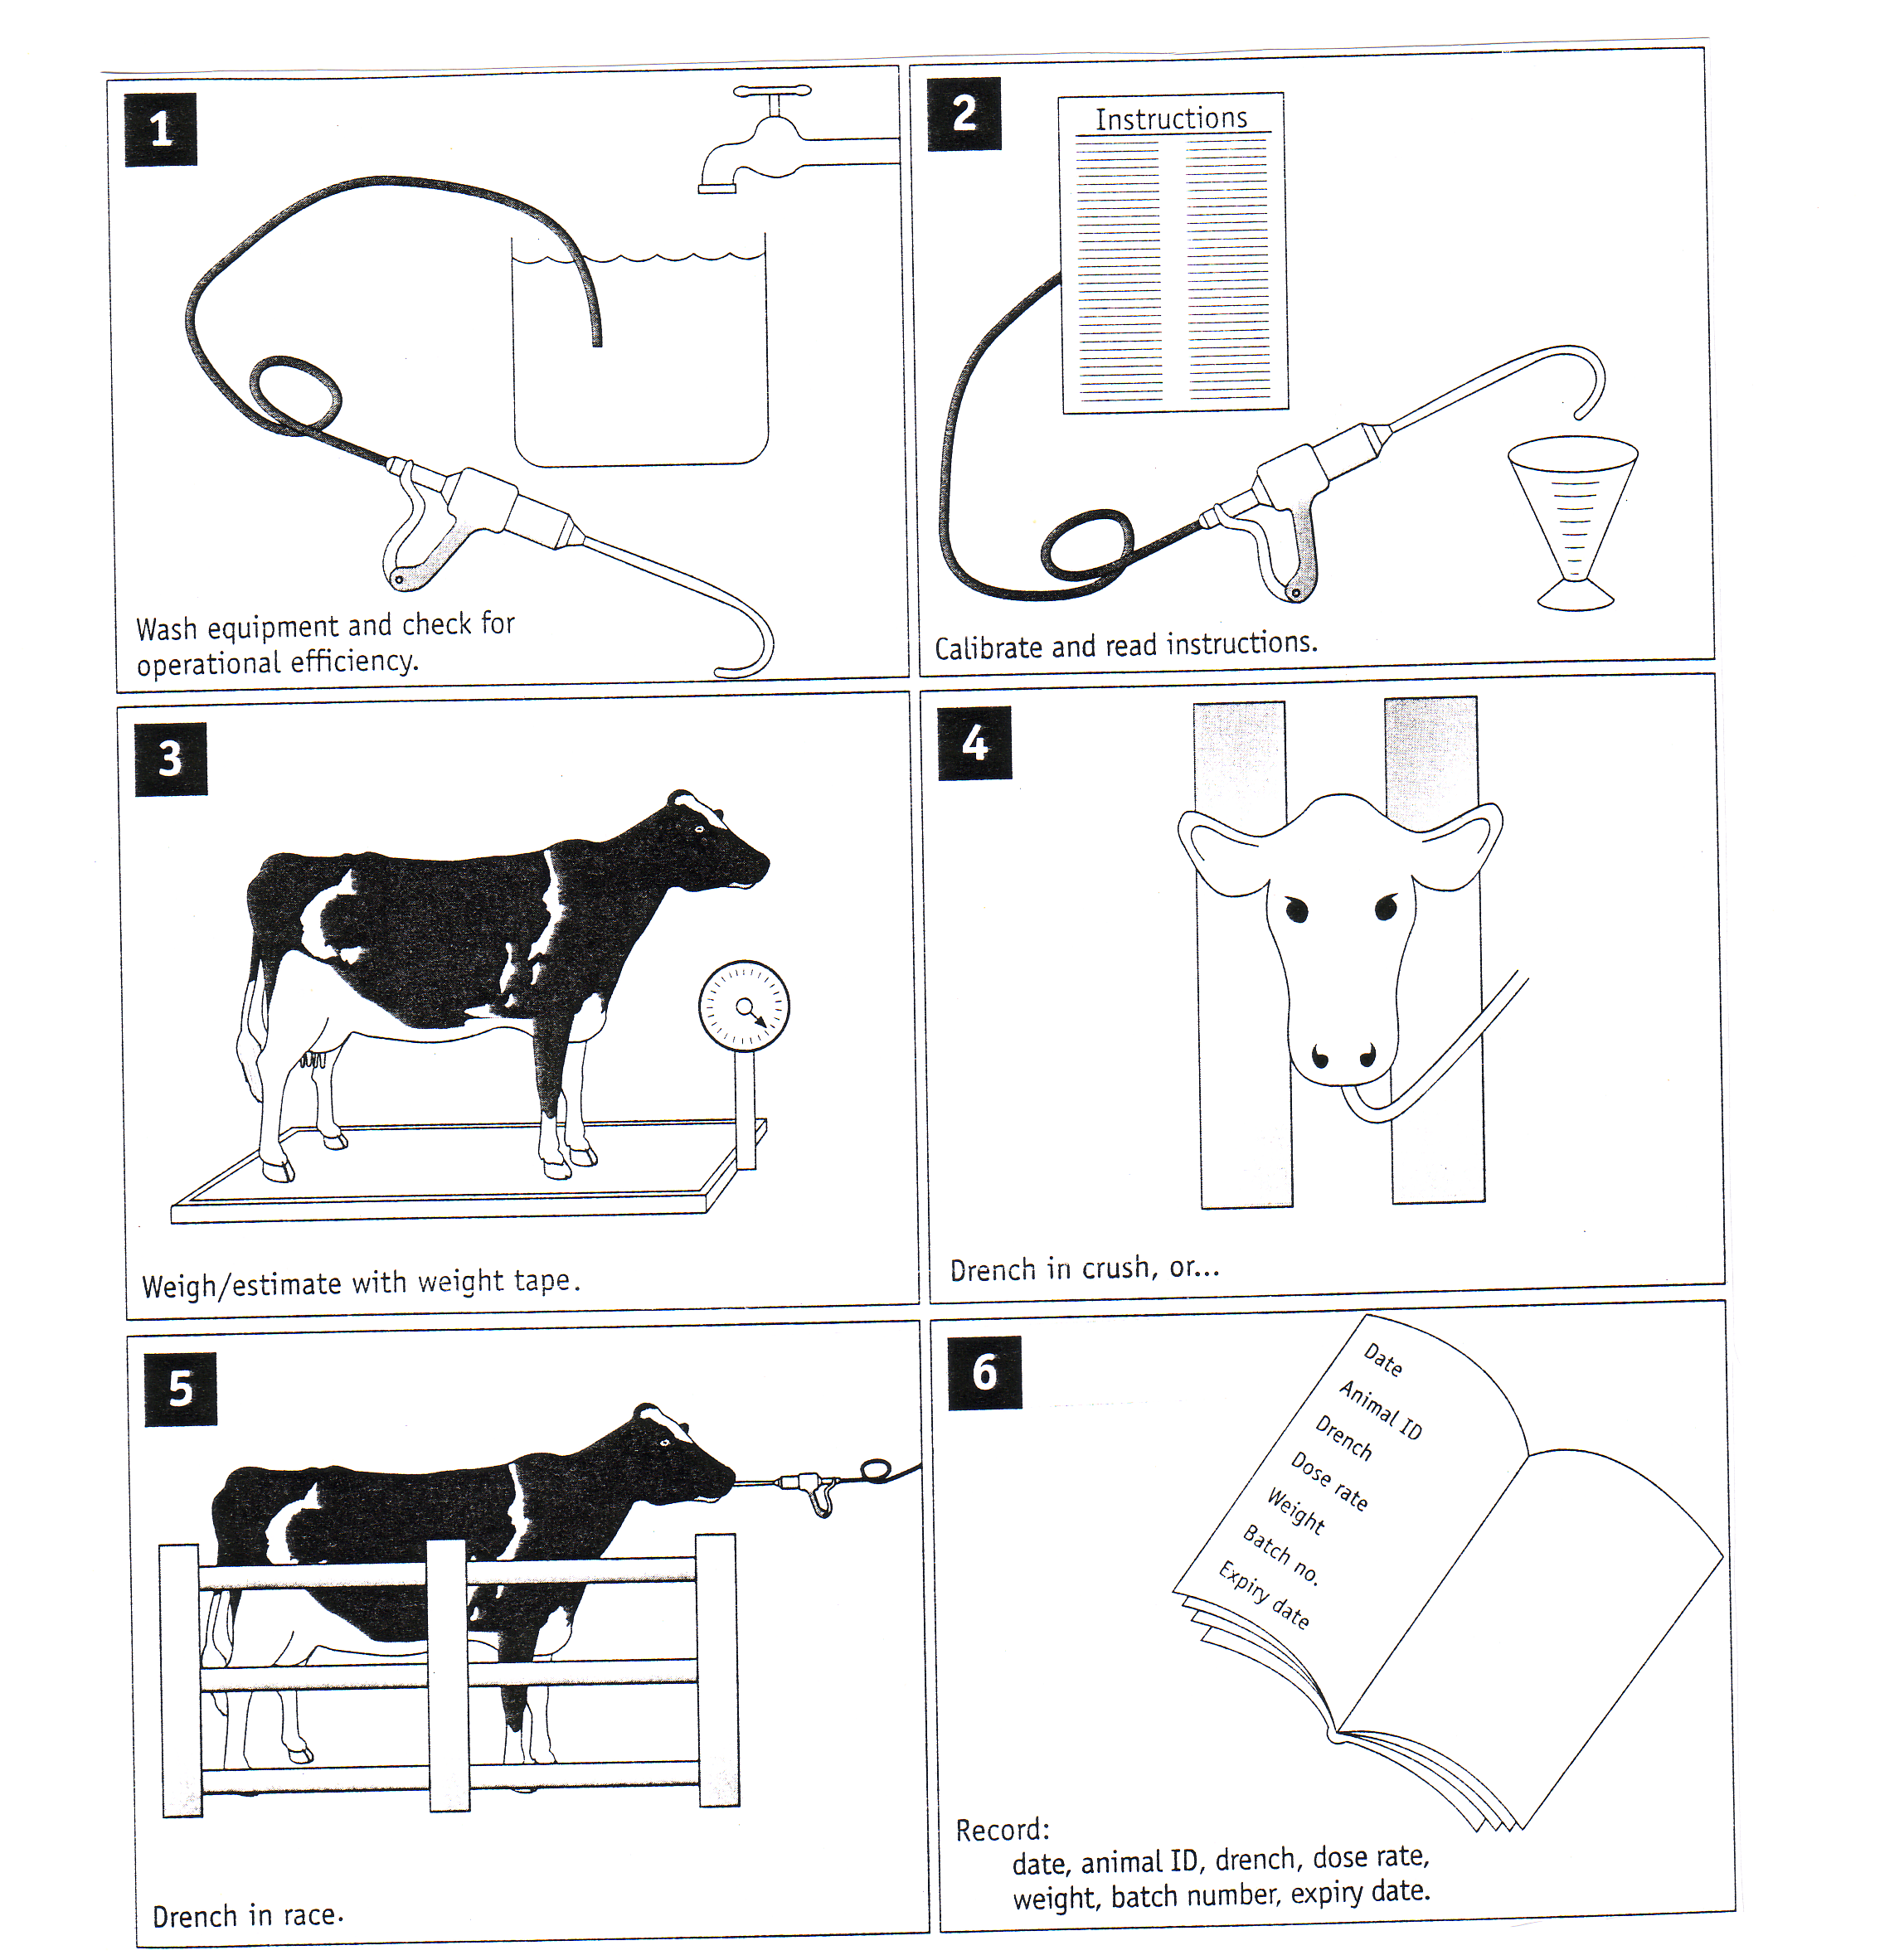 1
Wash equipment and check for
operational efficiency.
2
Instructions
Calibrate and read instructions.
3
Weigh/estimate with weight tape.
4
Drench in crush, or...
5
Drench in race.
6
Date
Animal ID
Drench
Dose rate
Weight
Batch no.
Expiry date
Record:
date, animal ID, drench, dose rate,
weight, batch number, expiry date.